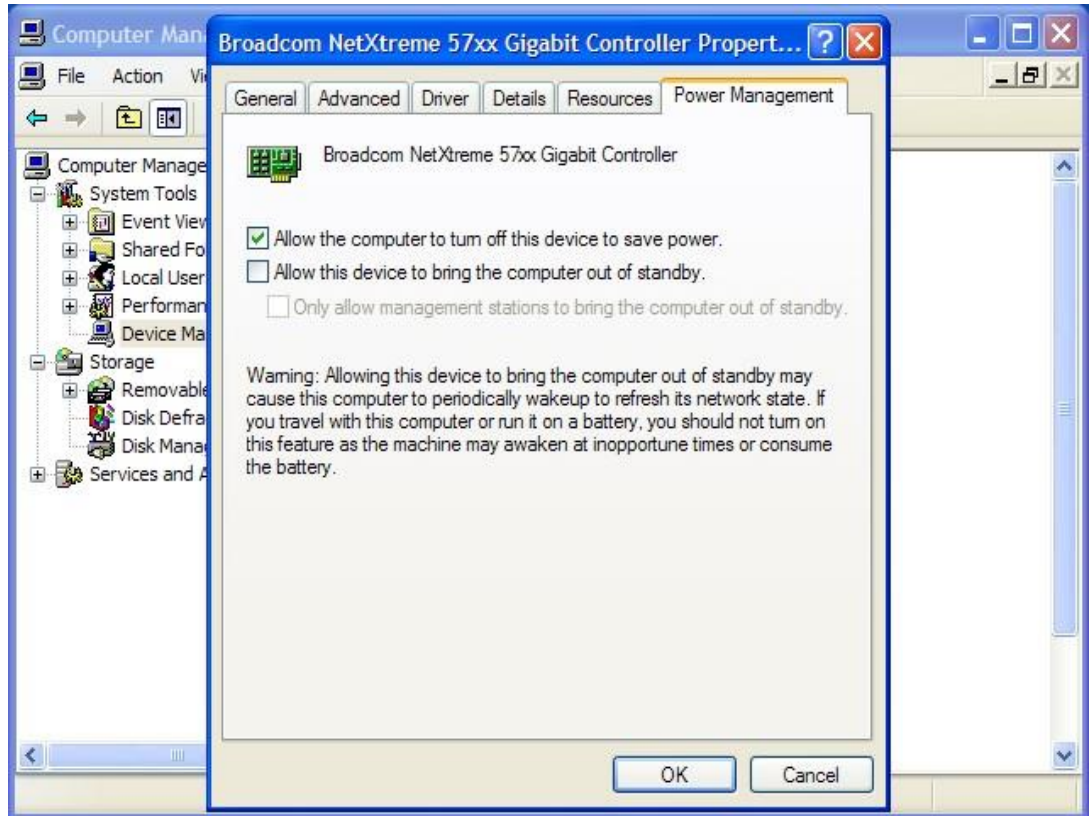 Computer Man
File Action Vi
Computer Manage
System Tools
Event View
Shared Fo
Local User
Performan
Device Ma
Storage
Removable
Disk Defra
Disk Manag
Services and A
Broadcom NetXtreme 57xx Gigabit Controller Propert...
General Advanced Driver Details Resources Power Management
Broadcom NetXtreme 57xx Gigabit Controller
Allow the computer to turn off this device to save power.
Allow this device to bring the computer out of standby.
Only allow management stations to bring the computer out of standby.
Warning: Allowing this device to bring the computer out of standby may
cause this computer to periodically wakeup to refresh its network state. If
you travel with this computer or run it on a battery, you should not turn on
this feature as the machine may awaken at inopportune times or consume
the battery.
OK Cancel